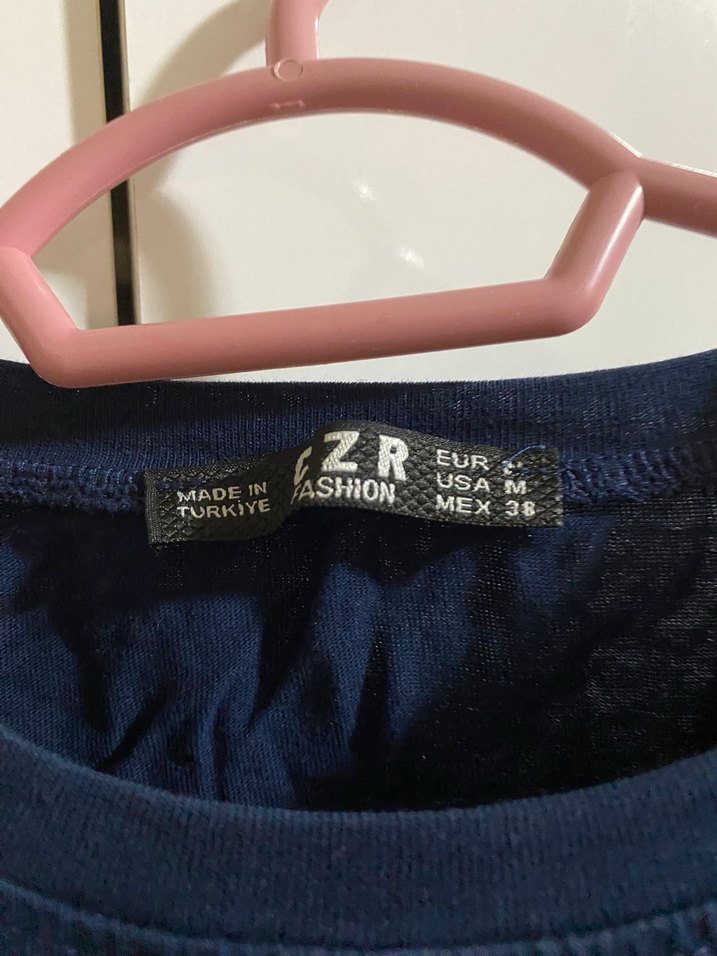 MADE IN
TURKIYE
ZR
FASHION
EUR
USA M
MEX 38